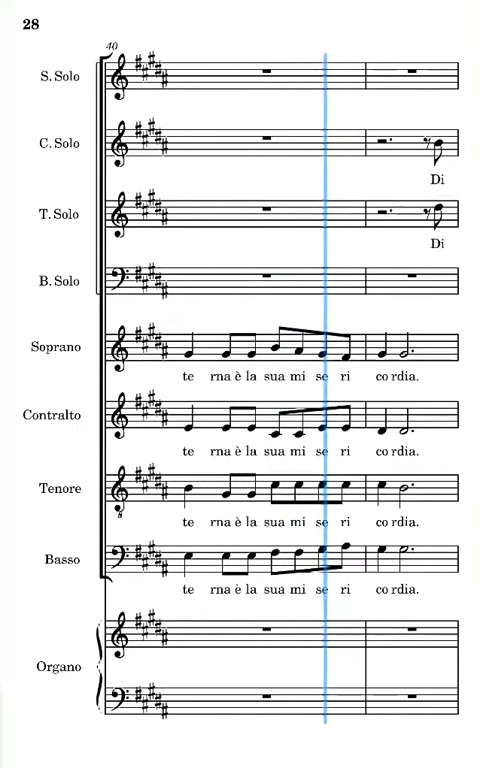 28
40
S. Solo
C. Solo
Di
T. Solo
Di
B. Solo
Soprano
te rna è la sua mi se ri co rdia.
Contralto
te rna è la sua mi se ri co rdia.
Tenore
8
te rna è la sua mi se ri co rdia.
Basso
te rna è la sua mi se ri co rdia.
Organo